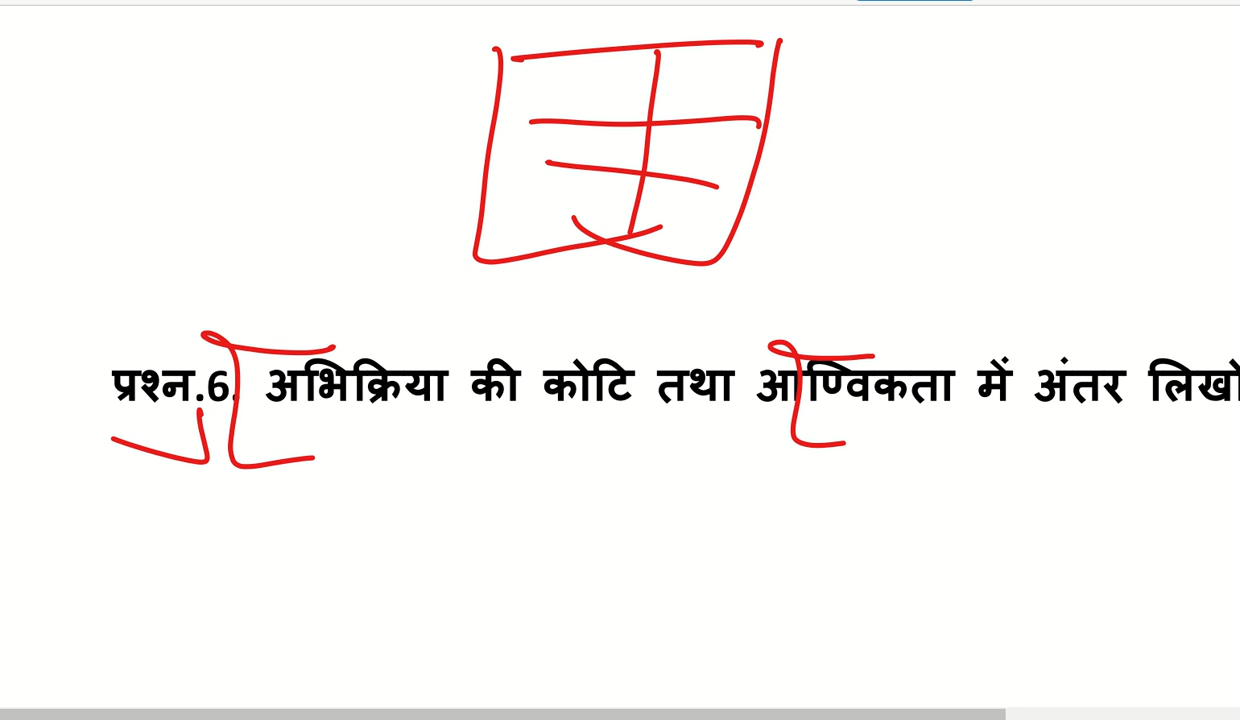 प्रश्न.6. अभिक्रिया की कोटि तथा आण्विकता में अंतर लिखो